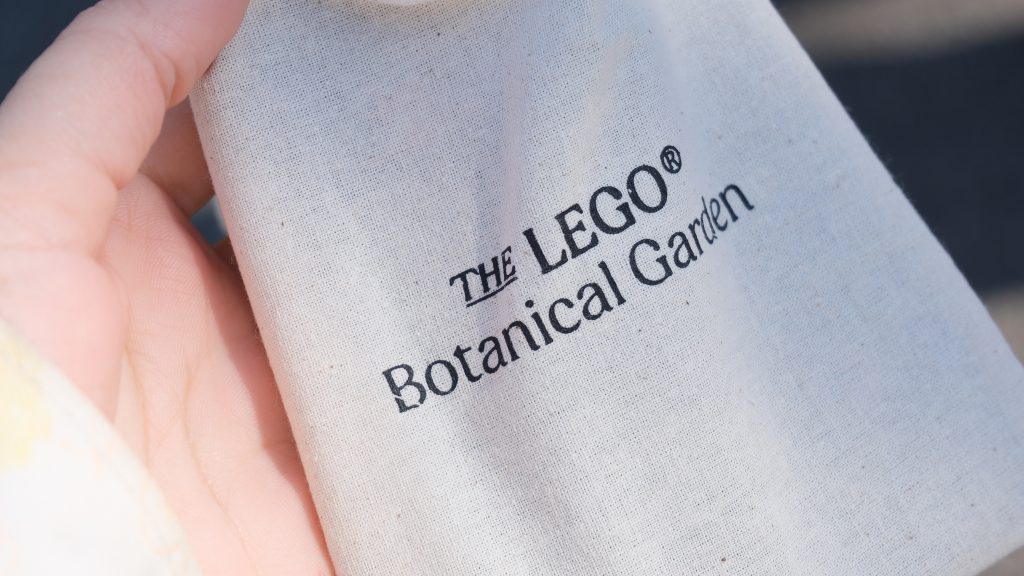 THE LEGO®
Botanical Garden